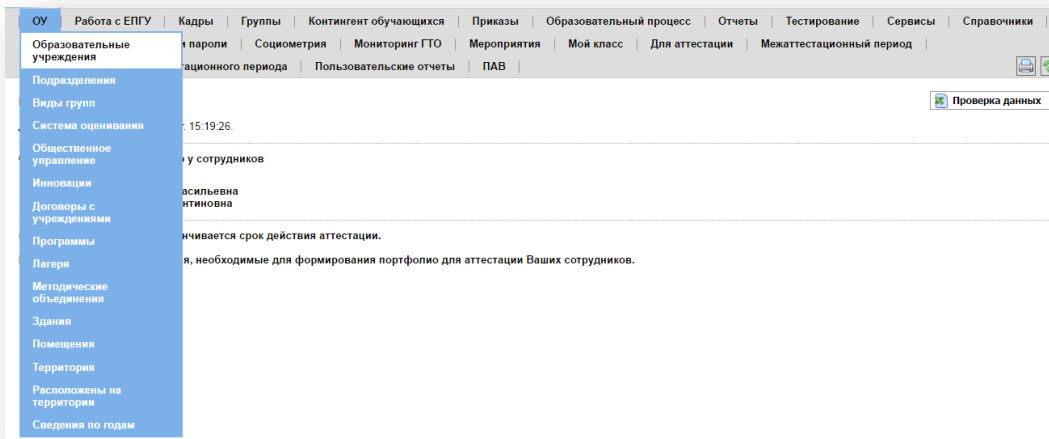 ОУ Работа с ЕПГУ Кадры Группы Контингент обучающихся Приказы Образовательный процесс Отчеты Тестирование Сервисы Справочники
пароли Социометрия Мониторинг ГТО Мероприятия Мой класс Для аттестации Межаттестационный период
тационного периода Пользовательские отчеты ПАВ
Образовательные
учреждения
Подразделения
Виды групп
Система оценивания
Общественное
управление
Инновации
Договоры с
учреждениями
Программы
Лагеря
Методические
объединения
Здания
Помещения
Территория
Расположены на
территории
Сведения по годам
Проверка данных
15:19:26.
у сотрудников
асильевна
нтиновна
нчивается срок действия аттестации.
я, необходимые для формирования портфолио для аттестации Ваших сотрудников.